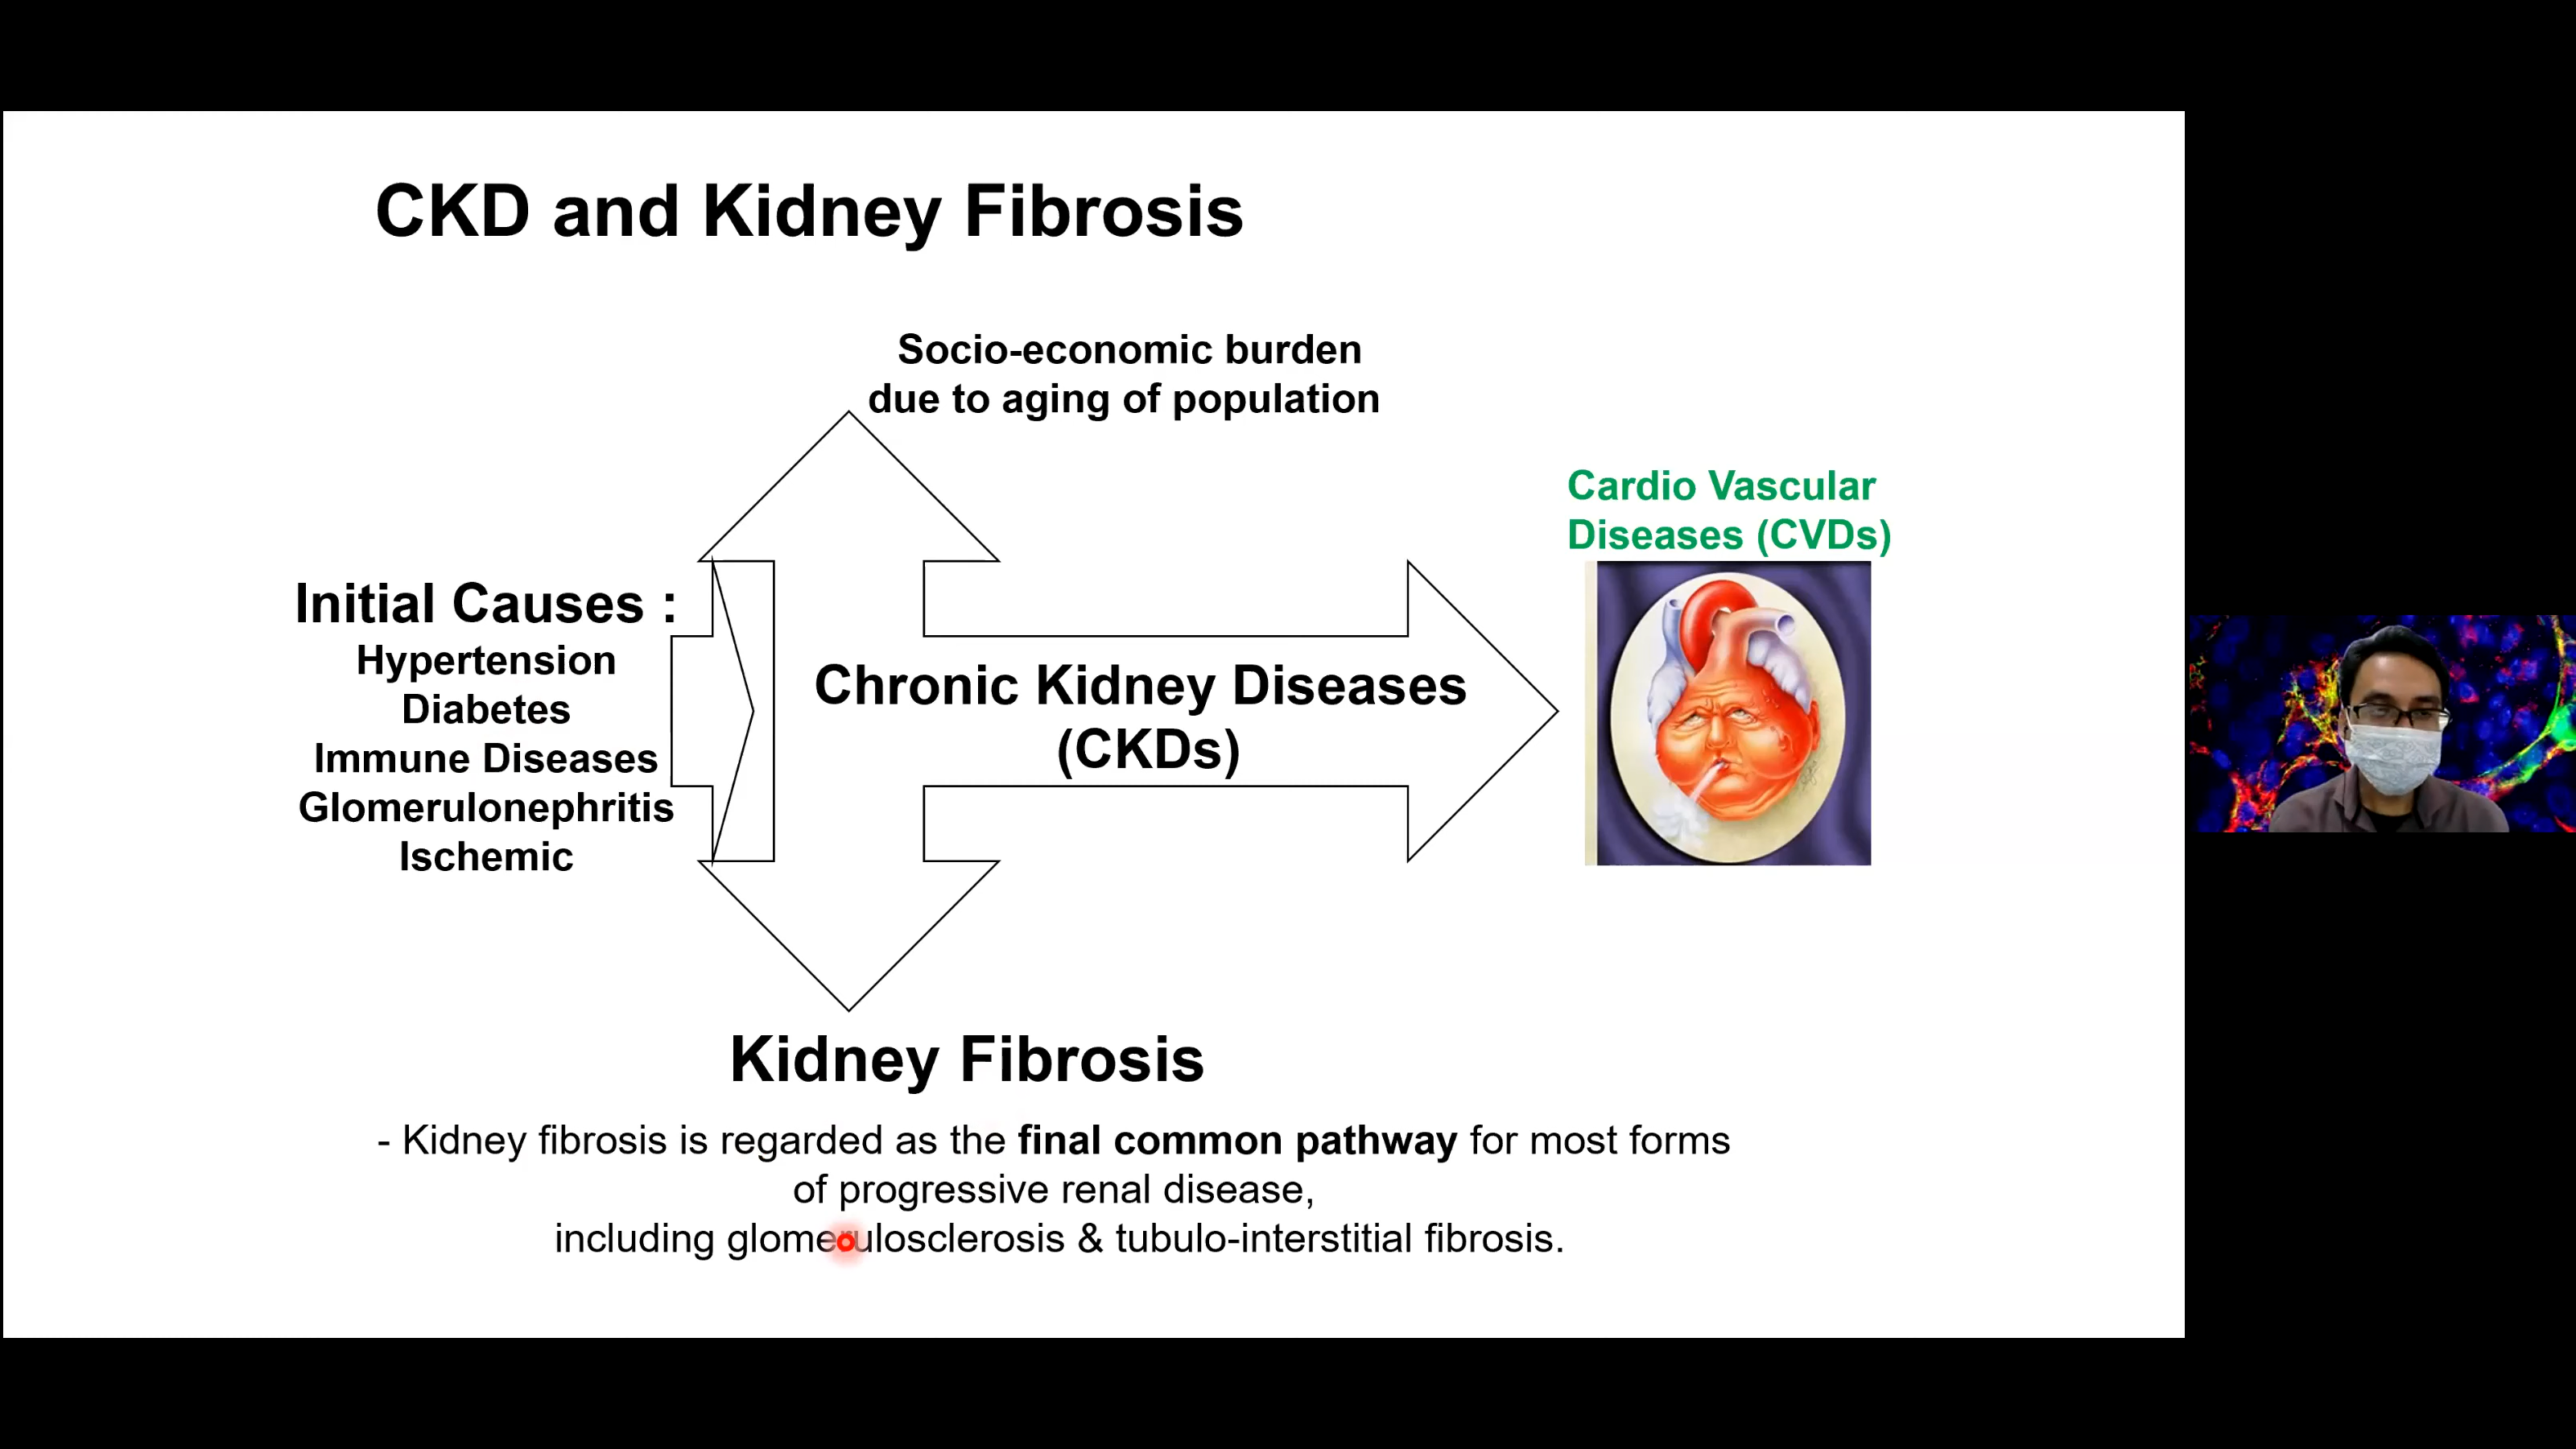 CKD and Kidney Fibrosis
Socio-economic burden
due to aging of population
Cardio Vascular
Diseases (CVDs)
Initial Causes :
Hypertension
Diabetes
Immune Diseases
Glomerulonephritis
Ischemic
Chronic Kidney Diseases
(CKDs)
Kidney Fibrosis
- Kidney fibrosis is regarded as the final common pathway for most forms
of progressive renal disease,
including glomerulosclerosis & tubulo-interstitial fibrosis.